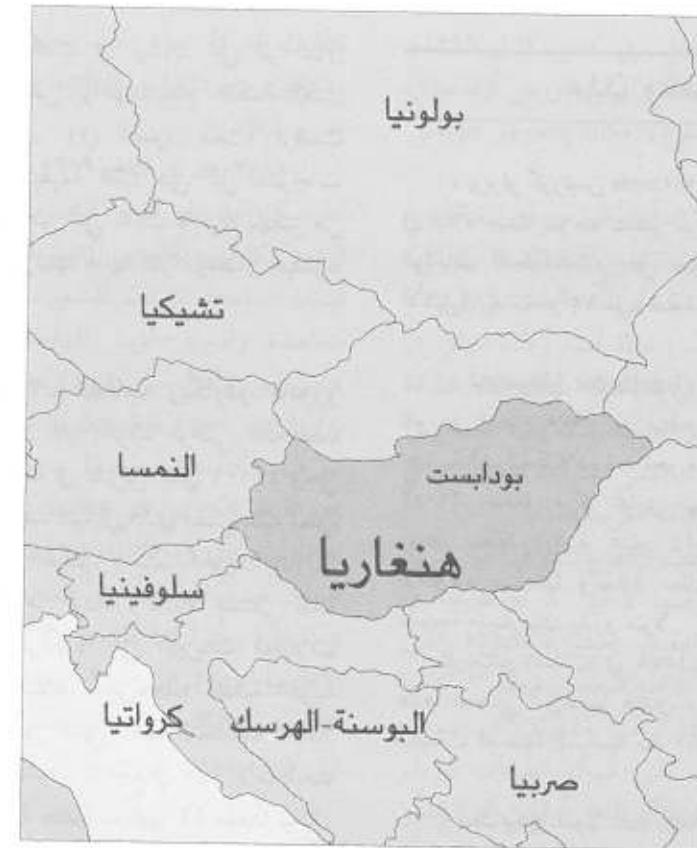 بولونيا
تشيكيا
النمسا
بودابست
هنغاريا
سلوفينيا
كرواتيا
البوسنة-الهرسك
صربيا